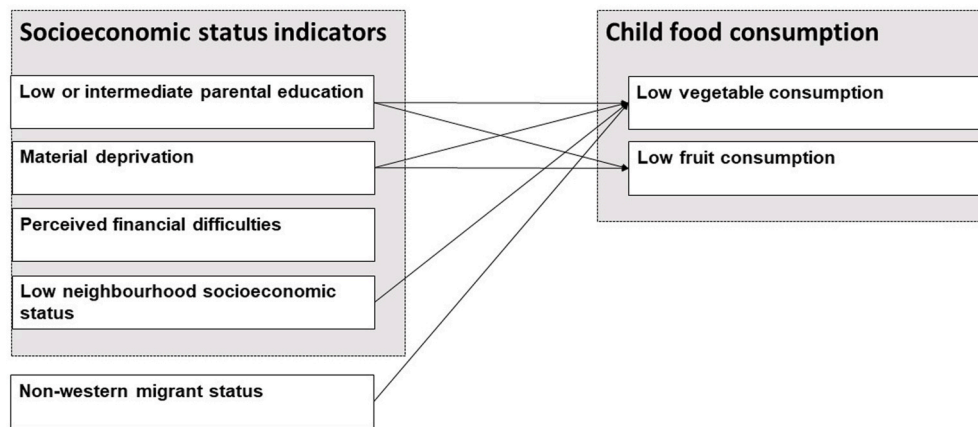 Socioeconomic status indicators
Low or intermediate parental education
Material deprivation
Perceived financial difficulties
Low neighbourhood socioeconomic
status
Non-western migrant status
Child food consumption
Low vegetable consumption
Low fruit consumption